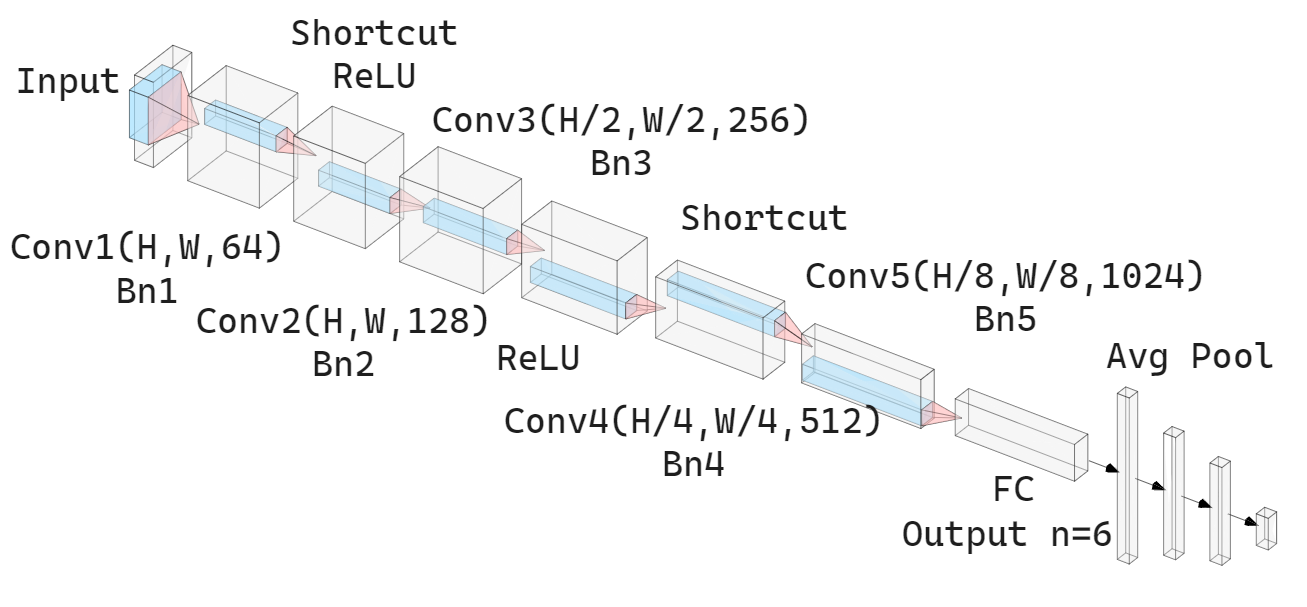 Input
Shortcut
ReLU
Conv3(H/2,W/2,256)
Bn3
Conv1(H,W,64)
Bn1
Shortcut
Conv2(H,W,128)
Bn2
ReLU
Conv5(H/8,W/8,1024)
Bn5
Avg Pool
Conv4(H/4,W/4,512)
Bn4
FC
Output n=6